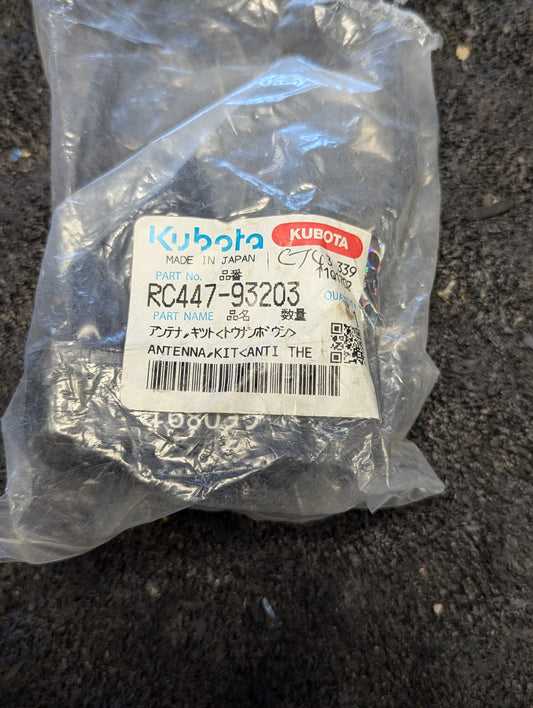 Kubota KUBOTA
MADE IN JAPAN
PART No. 品番
RC447-93203
PART NAME 品名 数量
アンテナ,キット<トウナンボウシ>
ANTENNA,KIT<ANTI THE